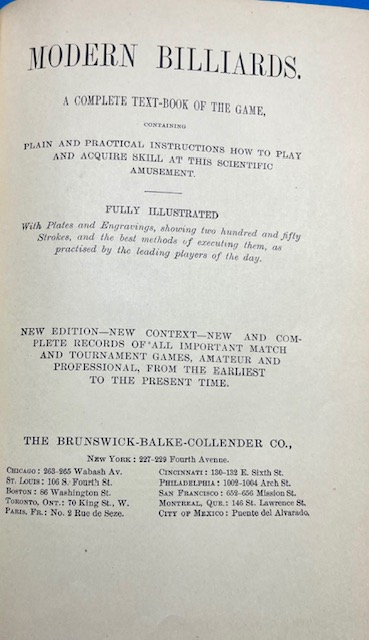 MODERN BILLIARDS.
A COMPLETE TEXT-BOOK OF THE GAME,
CONTAINING
PLAIN AND PRACTICAL INSTRUCTIONS HOW TO PLAY
AND ACQUIRE SKILL AT THIS SCIENTIFIC
AMUSEMENT.
FULLY ILLUSTRATED
With Plates and Engravings, showing two hundred and fifty
Strokes, and the best methods of executing them, as
practised by the leading players of the day.
NEW EDITION—NEW CONTEXT—NEW AND COM-
PLETE RECORDS OF ALL IMPORTANT MATCH
AND TOURNAMENT GAMES, AMATEUR AND
PROFESSIONAL, FROM THE EARLIEST
TO THE PRESENT TIME.
THE BRUNSWICK-BALKE-COLLENDER CO.,
NEW YORK: 227-229 Fourth Avenue.
CHICAGO: 263-265 Wabash Av.
ST. LOUIS: 106 S. Fourth St.
BOSTON: 86 Washington St.
TORONTO, ONT.: 70 King St., W.
PARIS, FR.: No. 2 Rue de Seze.
CINCINNATI: 130-132 E. Sixth St.
PHILADELPHIA: 1002-1004 Arch St.
SAN FRANCISCO: 652-656 Mission St.
MONTREAL, QUE.: 146 St. Lawrence St.
CITY OF MEXICO: Puente del Alvarado,